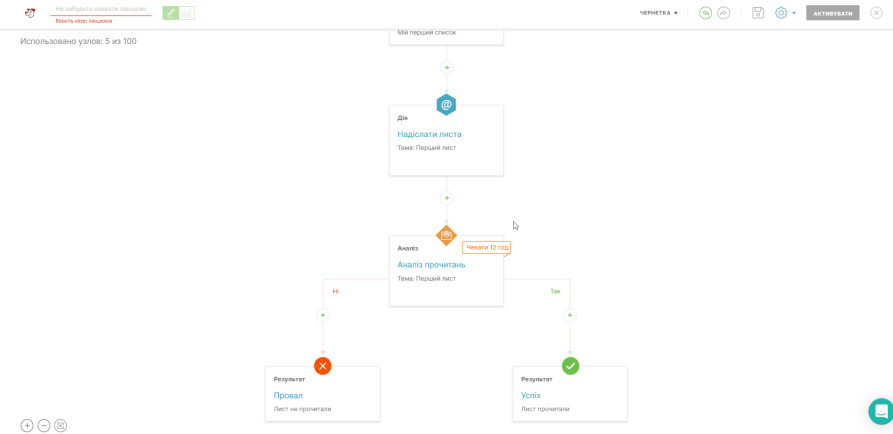 Не забудьте назвати ланцюжок
Вкажіть назву ланцюжка
ЧЕРНЕТКА
АКТИВУВАТИ
Использовано узлов: 5 из 100
Мій перший список
Дія
Надіслати листа
Тема: Перший лист
Аналіз
Чекати 12 год.
Аналіз прочитань
Тема: Перший лист
Ні
Так
Результат
Провал
Лист не прочитали
Результат
Успіх
Лист прочитали